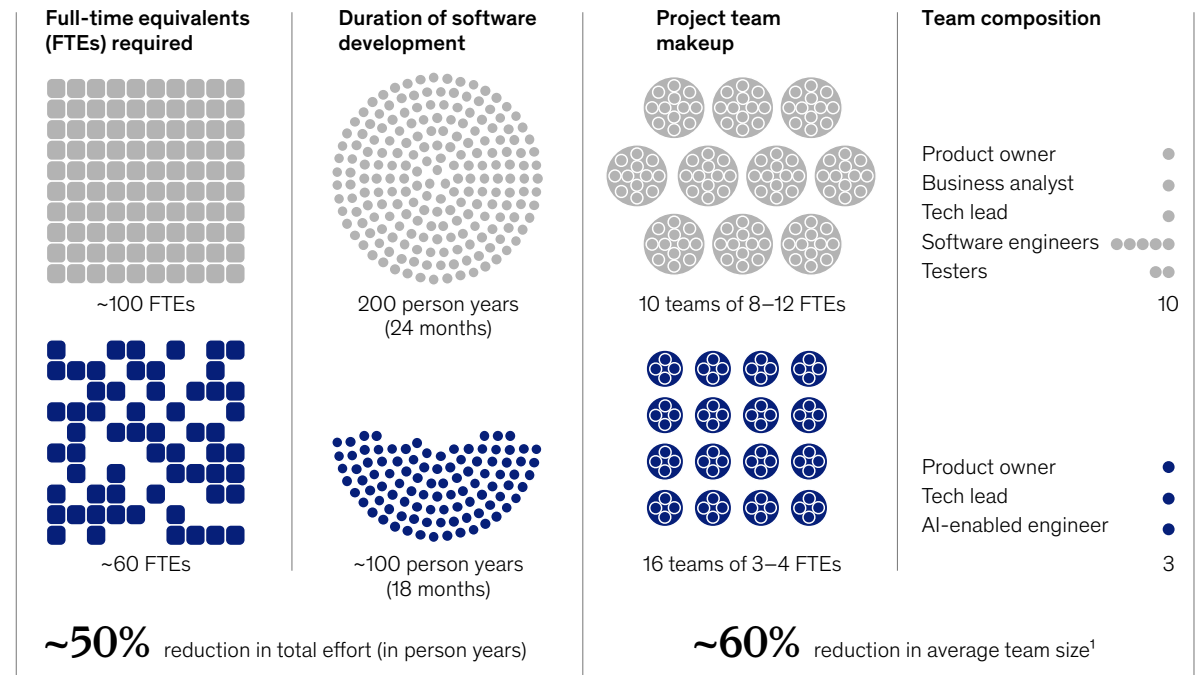 Full-time equivalents
(FTEs) required
Duration of software
development
Project team
makeup
Team composition
~100 FTEs
200 person years
(24 months)
10 teams of 8–12 FTEs
Product owner
Business analyst
Tech lead
Software engineers
Testers
10
~60 FTEs
~100 person years
(18 months)
16 teams of 3–4 FTEs
Product owner
Tech lead
AI-enabled engineer
3
~50% reduction in total effort (in person years)
~60% reduction in average team size¹